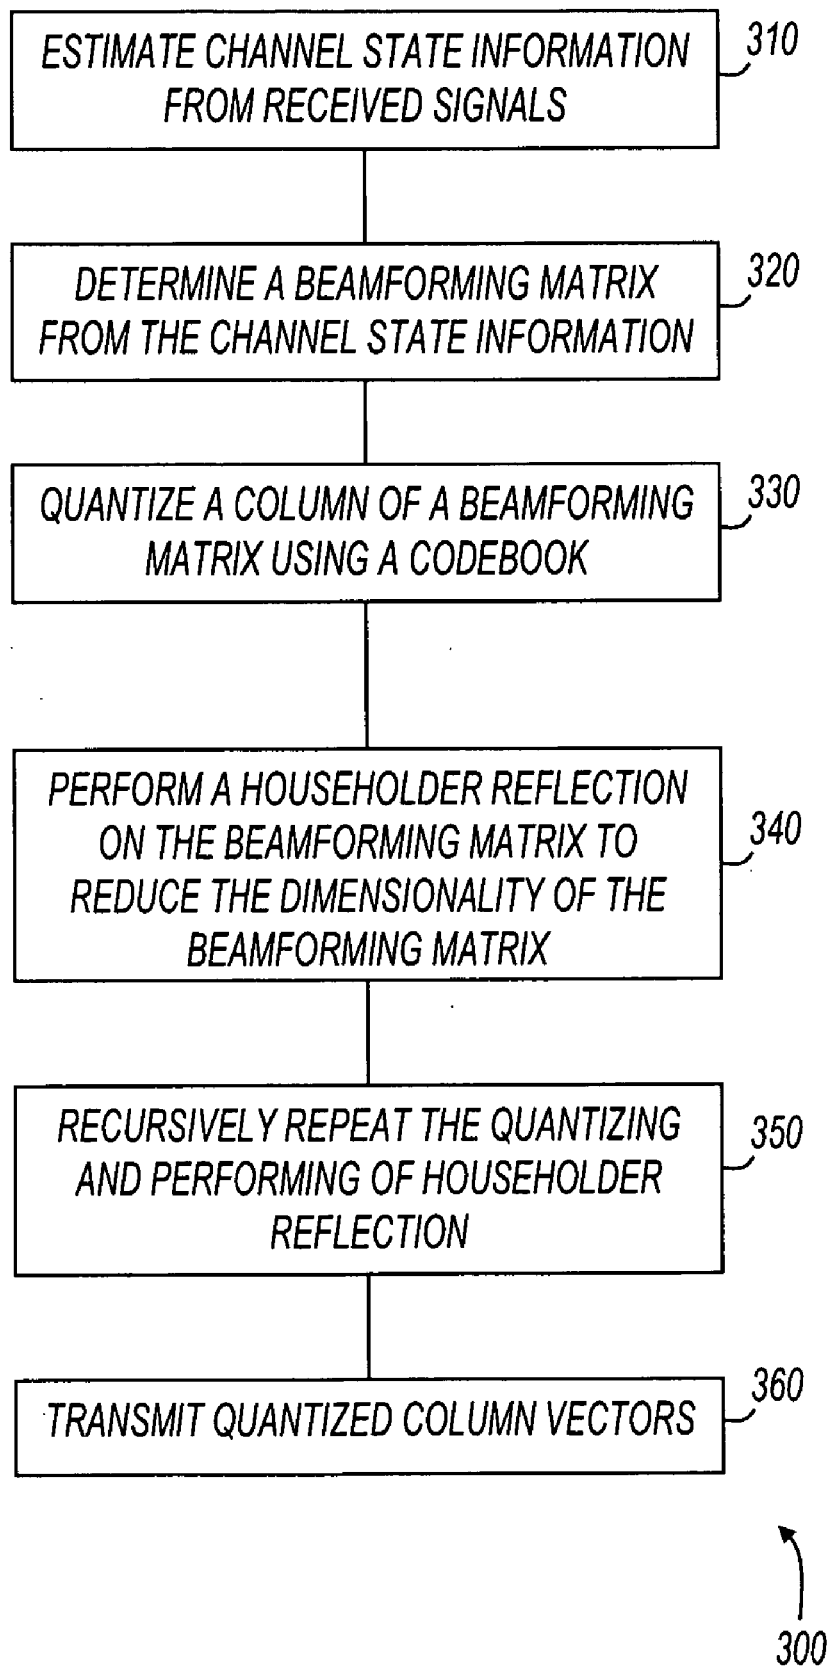 ESTIMATE CHANNEL STATE INFORMATION
FROM RECEIVED SIGNALS
310
DETERMINE A BEAMFORMING MATRIX
FROM THE CHANNEL STATE INFORMATION
320
QUANTIZE A COLUMN OF A BEAMFORMING
MATRIX USING A CODEBOOK
330
PERFORM A HOUSEHOLDER REFLECTION
ON THE BEAMFORMING MATRIX TO
REDUCE THE DIMENSIONALITY OF THE
BEAMFORMING MATRIX
340
RECURSIVELY REPEAT THE QUANTIZING
AND PERFORMING OF HOUSEHOLDER
REFLECTION
350
TRANSMIT QUANTIZED COLUMN VECTORS
360
300